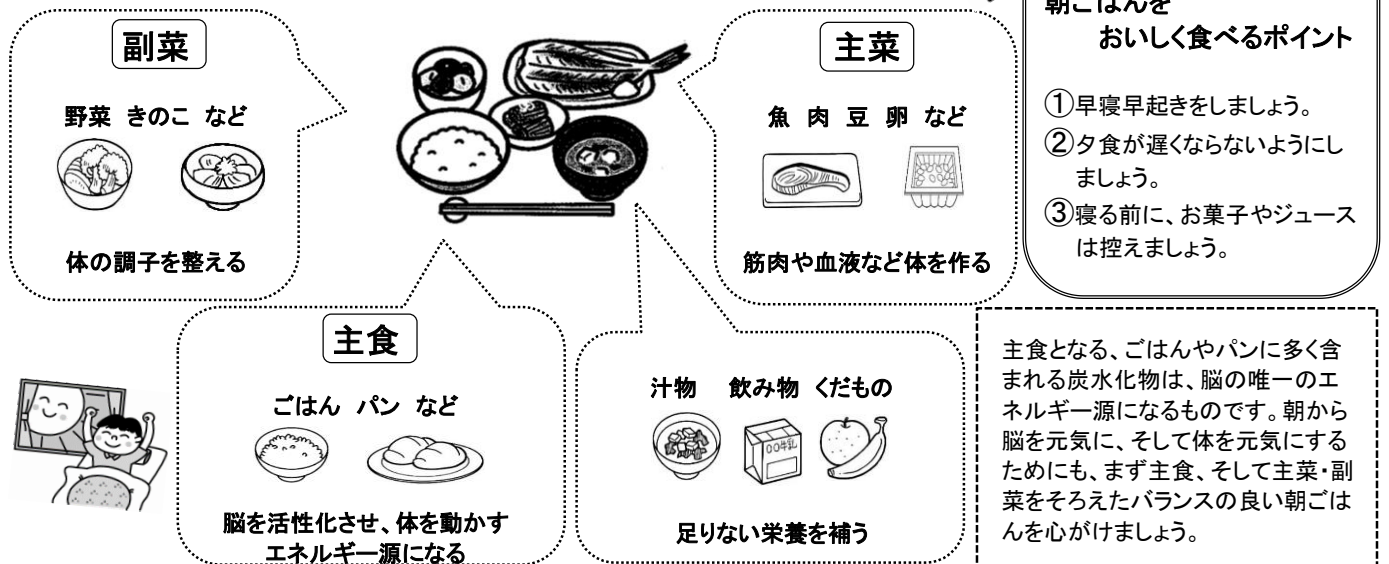 副菜
野菜 きのこ など
体の調子を整える
主菜
魚 肉 豆 卵 など
筋肉や血液など体を作る
朝ごはんを
おいしく食べるポイント
①早寝早起きをしましょう。
②夕食が遅くならないようにし
ましょう。
③寝る前に、お菓子やジュース
は控えましょう。
主食
ごはん パン など
脳を活性化させ、体を動かす
エネルギー源になる
汁物 飲み物 くだもの
〇〇牛乳
足りない栄養を補う
主食となる、ごはんやパンに多く含
まれる炭水化物は、脳の唯一のエ
ネルギー源になるものです。朝から
脳を元気に、そして体を元気にする
ためにも、まず主食、そして主菜・副
菜をそろえたバランスの良い朝ごは
んを心がけましょう。